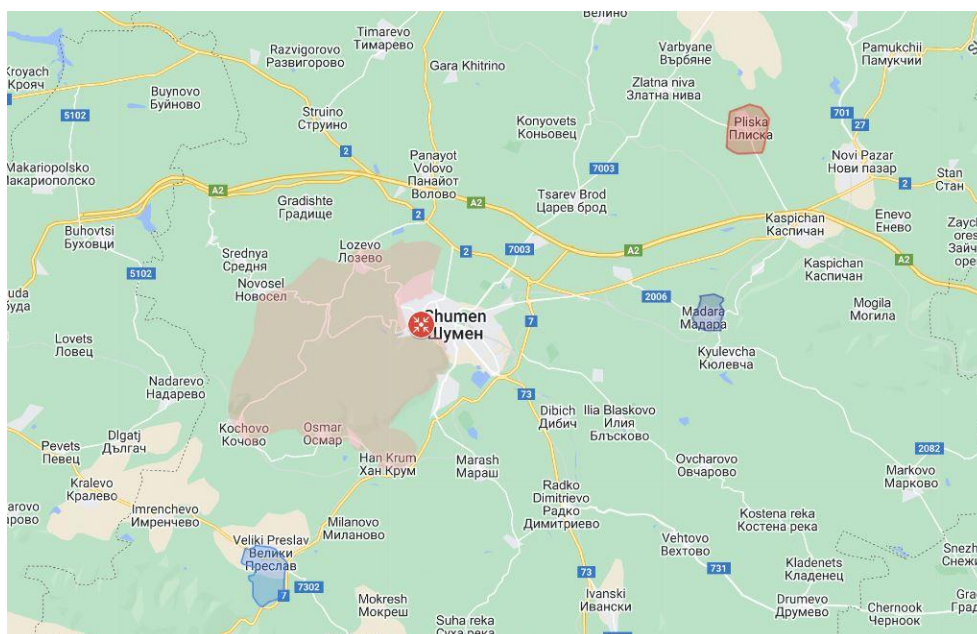 Велино
Timarevo
Тимарево
Razvigorovo
Развигорово
Varbyane
Върбяне
Pamukchii
Памукчии
Gara Khitrino
Kroyach
Крояч
Zlatna niva
Златна нива
Buynovo
Буйново
5102
Struino
Струино
Konyovets
Коньовец
Pliska
Плиска
701
27
2
Makariopolsko
Макариополско
Panayot
Volovo
Панайот
Волово
7003
Novi Pazar
Нови пазар
Stan
Стан
2
A2
Gradishte
Градище
A2
Tsarev Brod
Царев брод
2
Buhovtsi
Буховци
Kaspichan
Каспичан
Enevo
Енево
Lozevo
Лозево
2
7003
A2
A2
Srednya
Средня
5102
Novosel
Новосел
Kaspichan
Каспичан
2006
Madara
Мадара
Mogila
Могила
Shumen
Шумен
7
Lovets
Ловец
Kyulevcha
Кюлевча
Nadarevo
Надарево
73
Dibich
Дибич
Ilia Blaskovo
Илия
Блъсково
Kochovo
Кочово
Osmar
Осмар
Dlgatj
Дългач
Pevets
Певец
Han Krum
Хан Крум
Marash
Мараш
2082
Ovcharovo
Овчарово
Markovo
Марково
Kralevo
Кралево
Imrenchevo
Имренчево
Radko
Dimitrievo
Радко
Димитриево
Milanovo
Миланово
Kostena reka
Костена река
Veliki Preslav
Велики
Преслав
Vehtovo
Вехтово
731
Kladenets
Кладенец
73
7302
7
Mokresh
Мокреш
Ivanski
Ивански
Drumevo
Друмево
Chernook
Черноок
Suha reka
Суха река